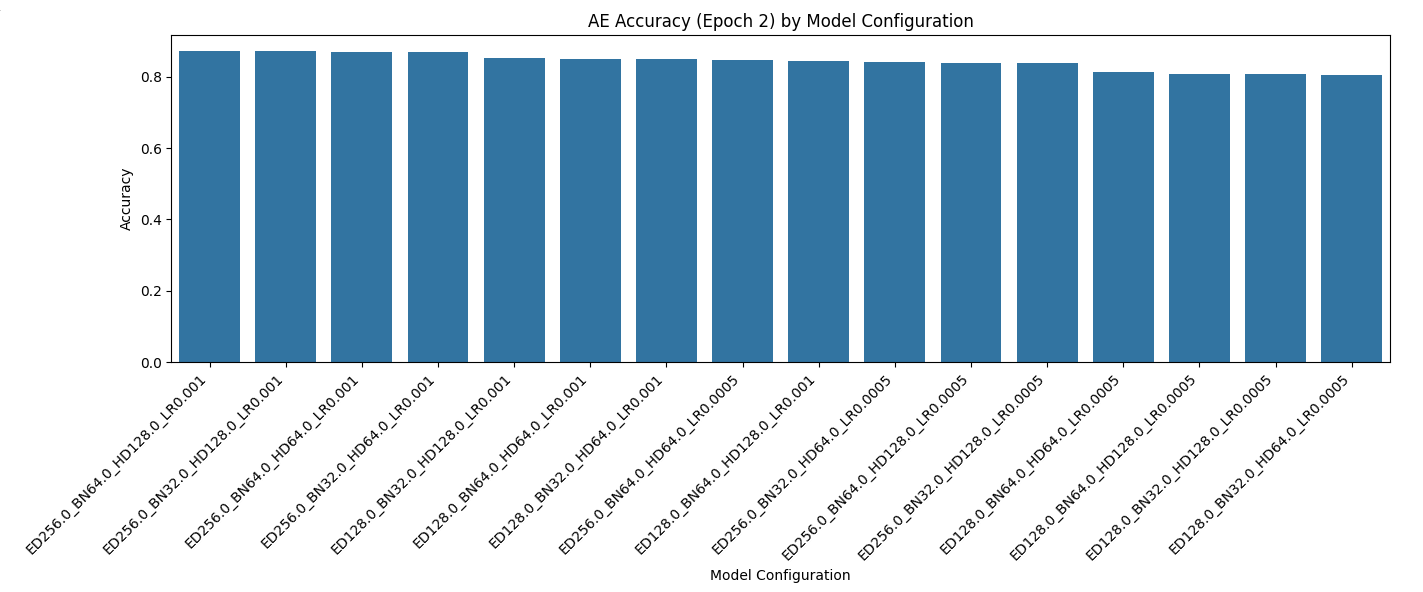 AE Accuracy (Epoch 2) by Model Configuration
Accuracy
0.8
0.6
0.4
0.2
0.0
ED256.0_BN64.0_HD128.0_LR0.001
ED256.0_BN32.0_HD128.0_LR0.001
ED256.0_BN64.0_HD64.0_LR0.001
ED256.0_BN32.0_HD64.0_LR0.001
ED128.0_BN32.0_HD128.0_LR0.001
ED128.0_BN64.0_HD64.0_LR0.001
ED128.0_BN32.0_HD64.0_LR0.001
ED256.0_BN64.0_HD64.0_LR0.0005
ED128.0_BN64.0_HD128.0_LR0.001
ED256.0_BN32.0_HD64.0_LR0.0005
ED256.0_BN64.0_HD128.0_LR0.0005
ED256.0_BN32.0_HD128.0_LR0.0005
ED128.0_BN64.0_HD64.0_LR0.0005
ED128.0_BN64.0_HD128.0_LR0.0005
ED128.0_BN32.0_HD128.0_LR0.0005
ED128.0_BN32.0_HD64.0_LR0.0005
Model Configuration